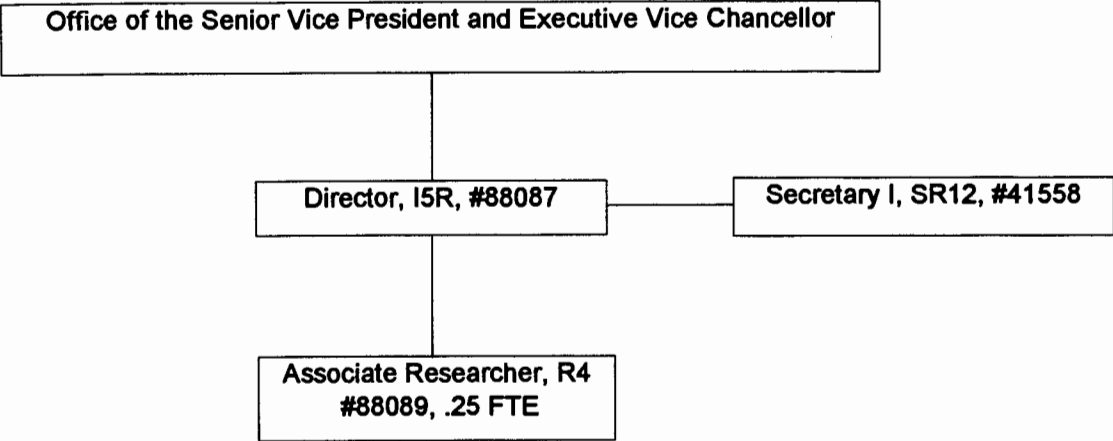 Office of the Senior Vice President and Executive Vice Chancellor
Director, I5R, #88087
Secretary I, SR12, #41558
Associate Researcher, R4
#88089, .25 FTE